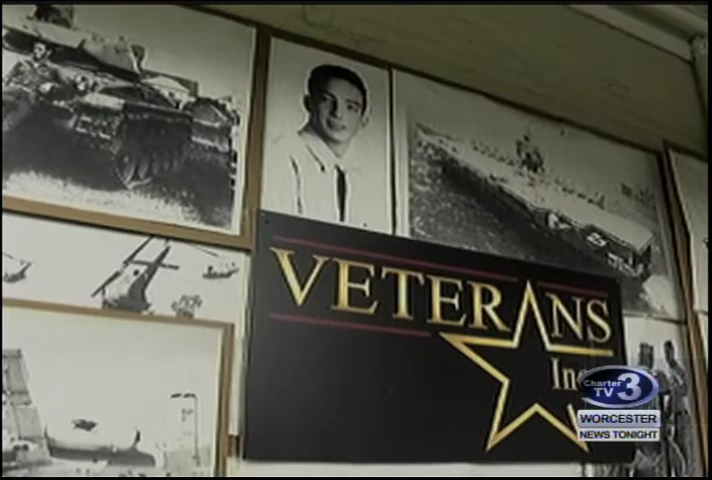 VETERANS
Inc
Charter
TV 3
WORCESTER
NEWS TONIGHT